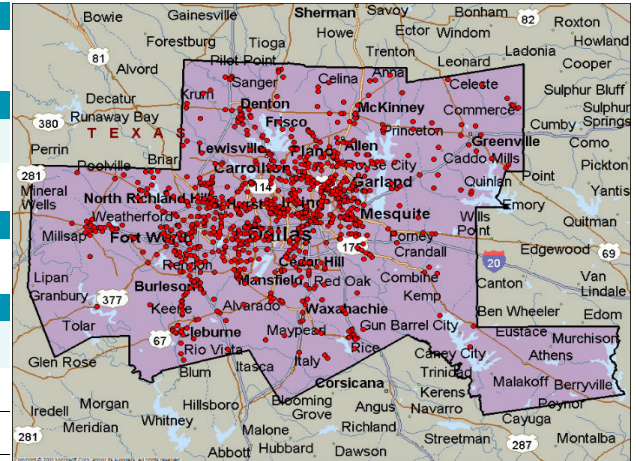 Bowie Gainesville Sherman Savoy Bonham 82 Roxton
Forestburg Tioga Howe Ector Windom Howland
81 Pilot Point Trenton Leonard Ladonia Cooper
Alvord Sanger Celina Anna Celeste Sulphur Bluff
Decatur Krum Denton McKinney Commerce Sulphur
Runaway Bay Springs
380 TEXAS Frisco Princeton Cumby
Perrin Lewisville Plano Allen Greenville Como
Poolville Briar Carrollton Caddo Mills Pickton
281 114 Garland Quinlan Point Yantis
Mineral
Wells North Richland Hills Hurst Irving Mesquite Emory
Weatherford Wills
Point Quitman
Millsap Fort Worth Dallas 175 Forney Edgewood 69
Rendon Cedar Hill Crandall 20
Lipan Burleson Mansfield Red Oak Combine Canton Van
Lindale
Granbury 377 Keene Alvarado Waxahachie Kemp
Tolar Cleburne Maypearl Gun Barrel City Ben Wheeler Edom
67 Rio Vista Rice Eustace Murchison
Glen Rose Blum Itasca Italy Caney City Athens
Corsicana Trinidad Malakoff Berryville
Iredell Morgan Hillsboro Blooming
Grove Angus Kerens Poynor
Meridian Whitney Malone Richland Navarro Cayuga
281 Abbott Hubbard Dawson Streetman 287 Montalba